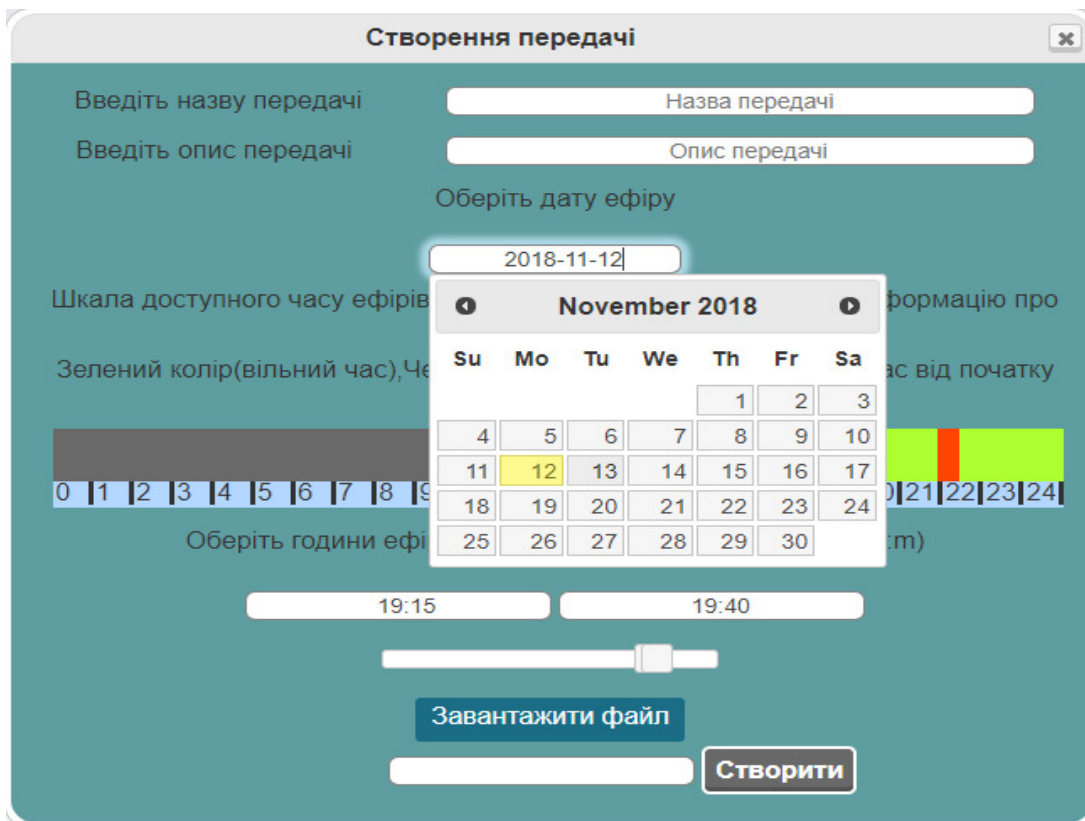 Створення передачі
Введіть назву передачі Назва передачі
Введіть опис передачі Опис передачі
Оберіть дату ефіру
2018-11-12
Шкала доступного часу ефірів формацію про
November 2018
Su Mo Tu We Th Fr Sa
Зелений колір(вільний час),Че ас від початку
1 2 3
4 5 6 7 8 9 10
11 12 13 14 15 16 17
0 1 2 3 4 5 6 7 8 9 21 22 23 24
18 19 20 21 22 23 24
Оберіть години ефі :m)
25 26 27 28 29 30
19:15 19:40
Завантажити файл
Створити